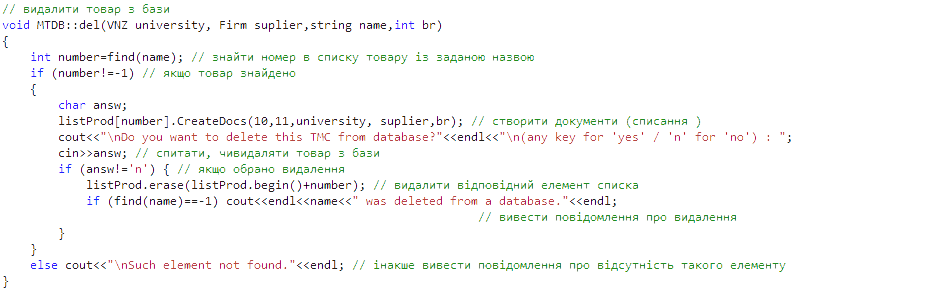 // видалити товар з бази
void MTDB::del(VNZ university, Firm suplier,string name,int br)
{
    int number=find(name); // знайти номер в списку товару із заданою назвою
    if (number!=-1) // якщо товар знайдено
    {
        char answ;
        listProd[number].CreateDocs(10,11,university, suplier,br); // створити документи (списання )
        cout<<"\nDo you want to delete this TMC from database?"<<endl<<"\n(any key for 'yes' / 'n' for 'no') : ";
        cin>>answ; // спитати, чивидаляти товар з бази
        if (answ!='n') { // якщо обрано видалення
            listProd.erase(listProd.begin()+number); // видалити відповідний елемент списка
            if (find(name)==-1) cout<<endl<<name<<" was deleted from a database."<<endl;
                                                                    // вивести повідомлення про видалення
        }
    }
    else cout<<"\nSuch element not found."<<endl; // інакше вивести повідомлення про відсутність такого елементу
}